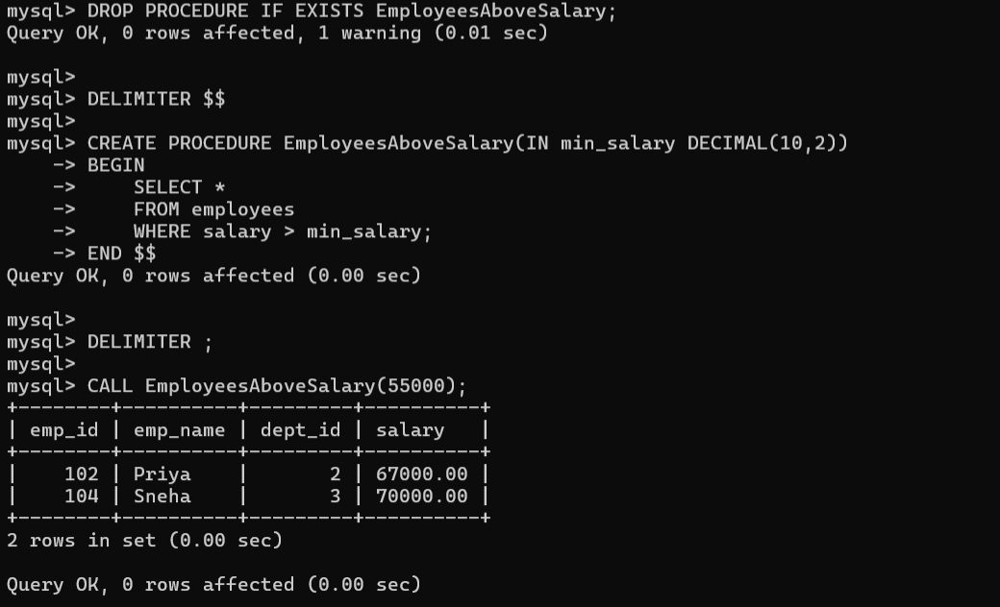 mysql> DROP PROCEDURE IF EXISTS EmployeesAboveSalary;
Query OK, 0 rows affected, 1 warning (0.01 sec)

mysql>
mysql> DELIMITER $$
mysql>
mysql> CREATE PROCEDURE EmployeesAboveSalary(IN min_salary DECIMAL(10,2))
    -> BEGIN
    ->     SELECT *
    ->     FROM employees
    ->     WHERE salary > min_salary;
    -> END $$
Query OK, 0 rows affected (0.00 sec)

mysql>
mysql> DELIMITER ;
mysql>
mysql> CALL EmployeesAboveSalary(55000);
+--------+----------+---------+----------+
| emp_id | emp_name | dept_id | salary   |
+--------+----------+---------+----------+
|    102 | Priya    |       2 | 67000.00 |
|    104 | Sneha    |       3 | 70000.00 |
+--------+----------+---------+----------+
2 rows in set (0.00 sec)

Query OK, 0 rows affected (0.00 sec)